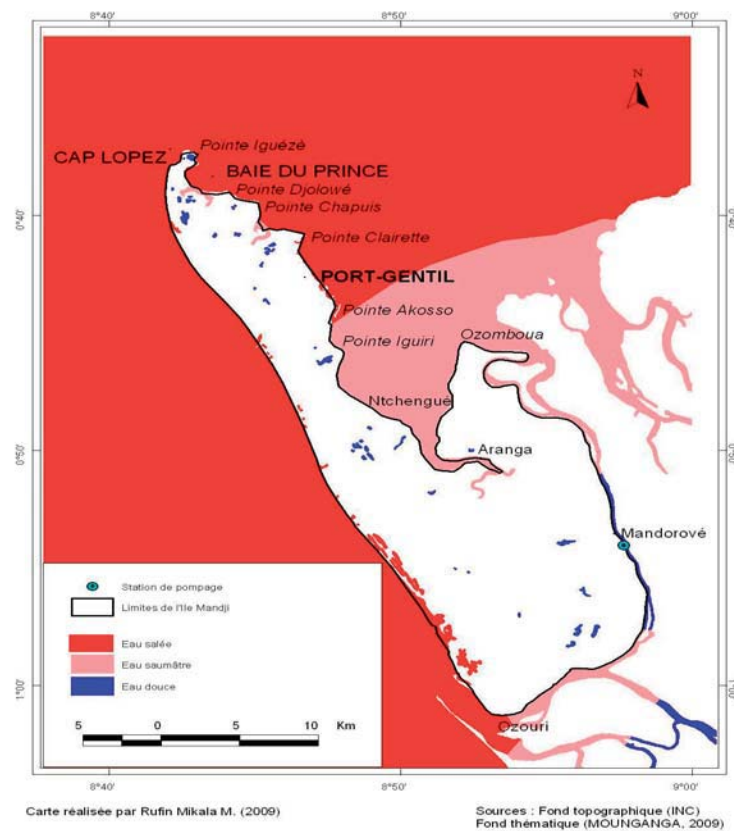 8°40' 8°50' 9°00'
N
Pointe Iguézè
CAP LOPEZ
BAIE DU PRINCE
Pointe Djolowé
Pointe Chapuis
0°40'
Pointe Clairette
PORT-GENTIL
Pointe Akosso
Ozomboua
Pointe Iguiri
Ntchengué
0°50'
Aranga
Mandorové
Station de pompage
Limites de l'Ile Mandji
Eau salée
Eau saumâtre
Eau douce
1°00'
5 0 5 10 Km
Ozouri
8°40' 8°50' 9°00'
Carte réalisée par Rufin Mikala M. (2009)
Sources : Fond topographique (INC)
Fond thématique (MOUNGANGA, 2009)